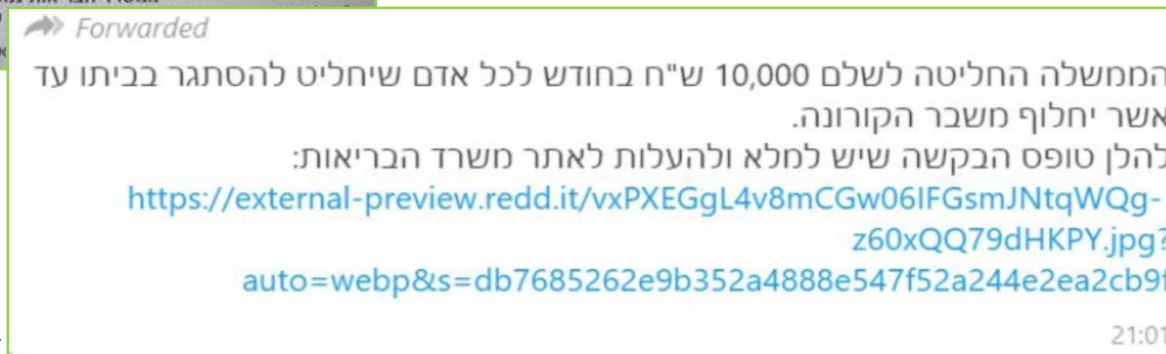 Forwarded
הממשלה החליטה לשלם 10,000 ש"ח בחודש לכל אדם שיחליט להסתגר בביתו עד
אשר יחלוף משבר הקורונה.
להלן טופס הבקשה שיש למלא ולהעלות לאתר משרד הבריאות:
https://external-preview.redd.it/vxPXEGgL4v8mCGw06IFGsmJNtqWQg-
z60xQQ79dHKPY.jpg?
auto=webp&s=db7685262e9b352a4888e547f52a244e2ea2cb9f
21:01